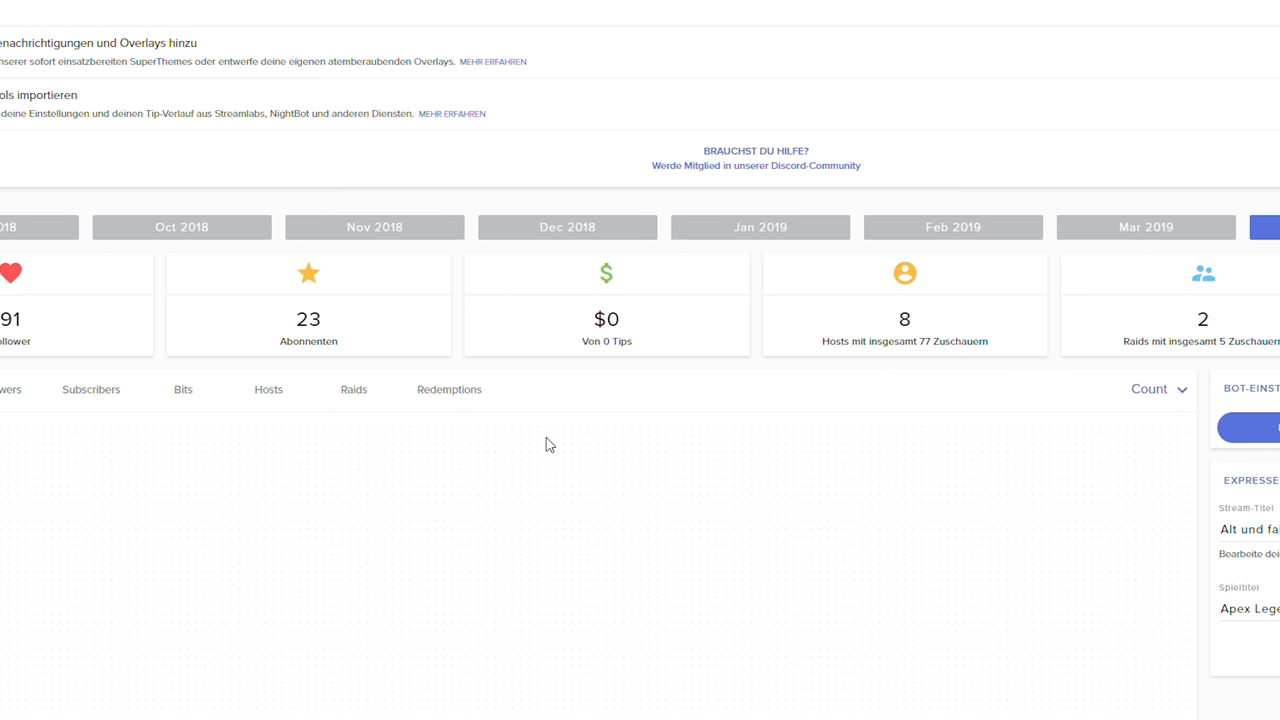 enachrichtigungen und Overlays hinzu
nserer sofort einsatzbereiten SuperThemes oder entwerfe deine eigenen atemberaubenden Overlays. MEHR ERFAHREN
ols importieren
deine Einstellungen und deinen Tip-Verlauf aus Streamlabs, NightBot und anderen Diensten. MEHR ERFAHREN
BRAUCHST DU HILFE?
Werde Mitglied in unserer Discord-Community
018 Oct 2018 Nov 2018 Dec 2018 Jan 2019 Feb 2019 Mar 2019
91 23 $0 8 2
ollower Abonnenten Von 0 Tips Hosts mit insgesamt 77 Zuschauern Raids mit insgesamt 5 Zuschauern
wers Subscribers Bits Hosts Raids Redemptions Count
BOT-EINST
EXPRESSE
Stream-Titel
Alt und fal
Bearbeite dei
Spieltitel
Apex Lege